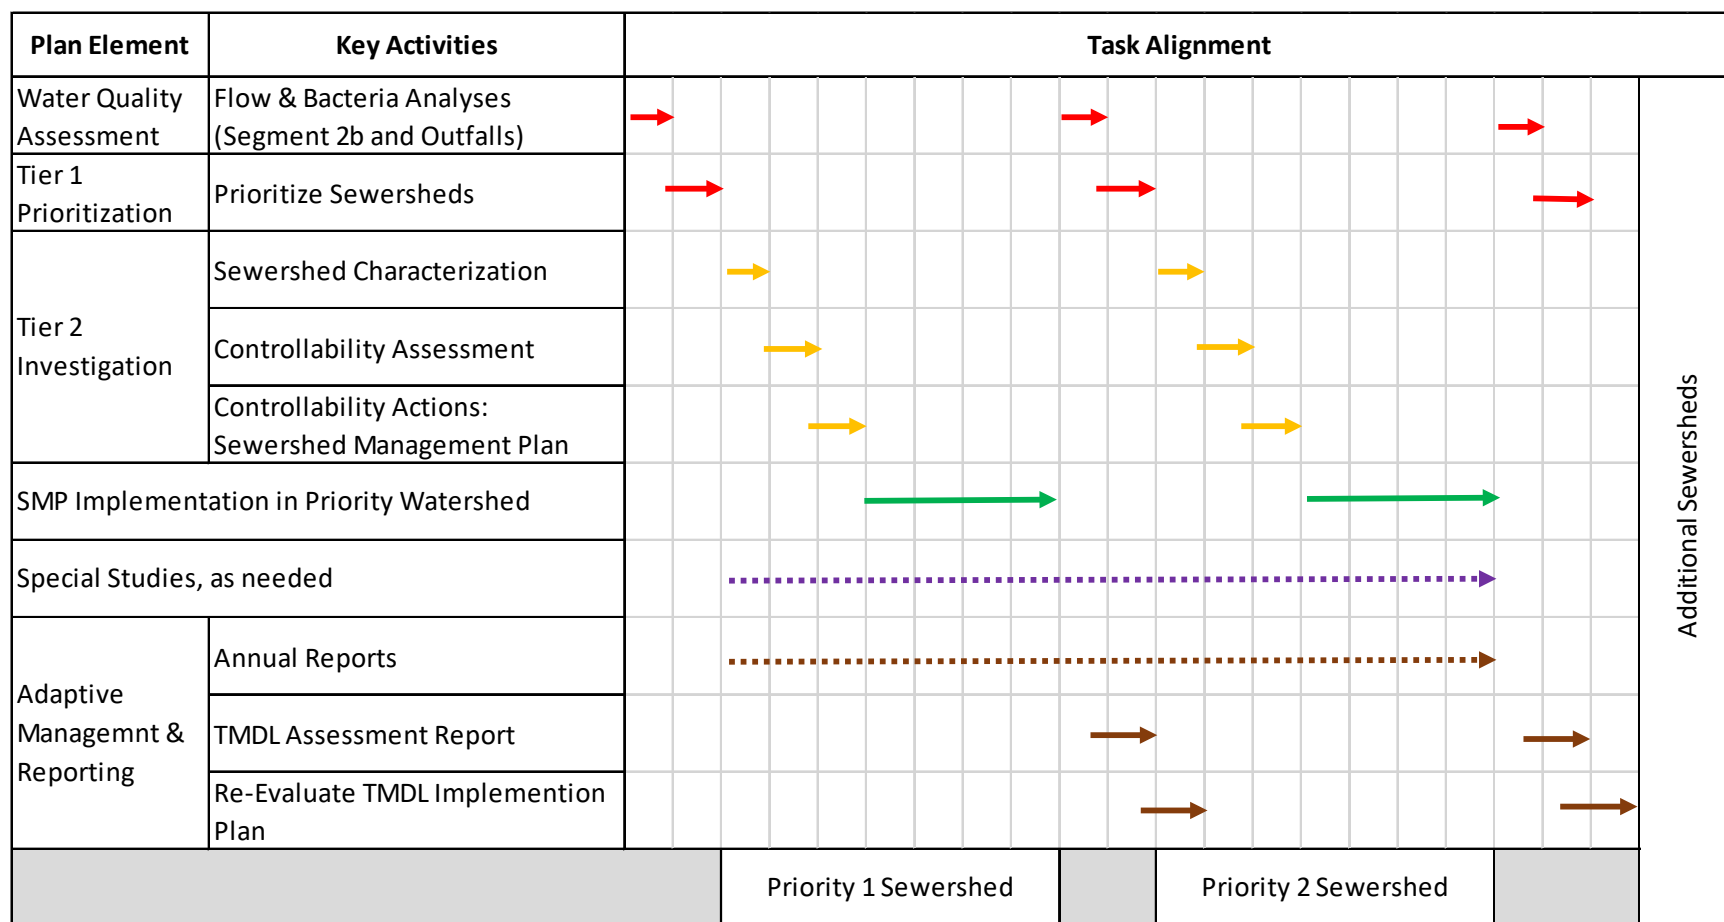 Plan Element
Key Activities
Task Alignment
Water Quality
Assessment
Flow & Bacteria Analyses
(Segment 2b and Outfalls)
Tier 1
Prioritization
Prioritize Sewersheds
Tier 2
Investigation
Sewershed Characterization
Controllability Assessment
Controllability Actions:
Sewershed Management Plan
SMP Implementation in Priority Watershed
Special Studies, as needed
Adaptive
Managemnt &
Reporting
Annual Reports
TMDL Assessment Report
Re-Evaluate TMDL Implemention
Plan
Additional Sewersheds
Priority 1 Sewershed
Priority 2 Sewershed